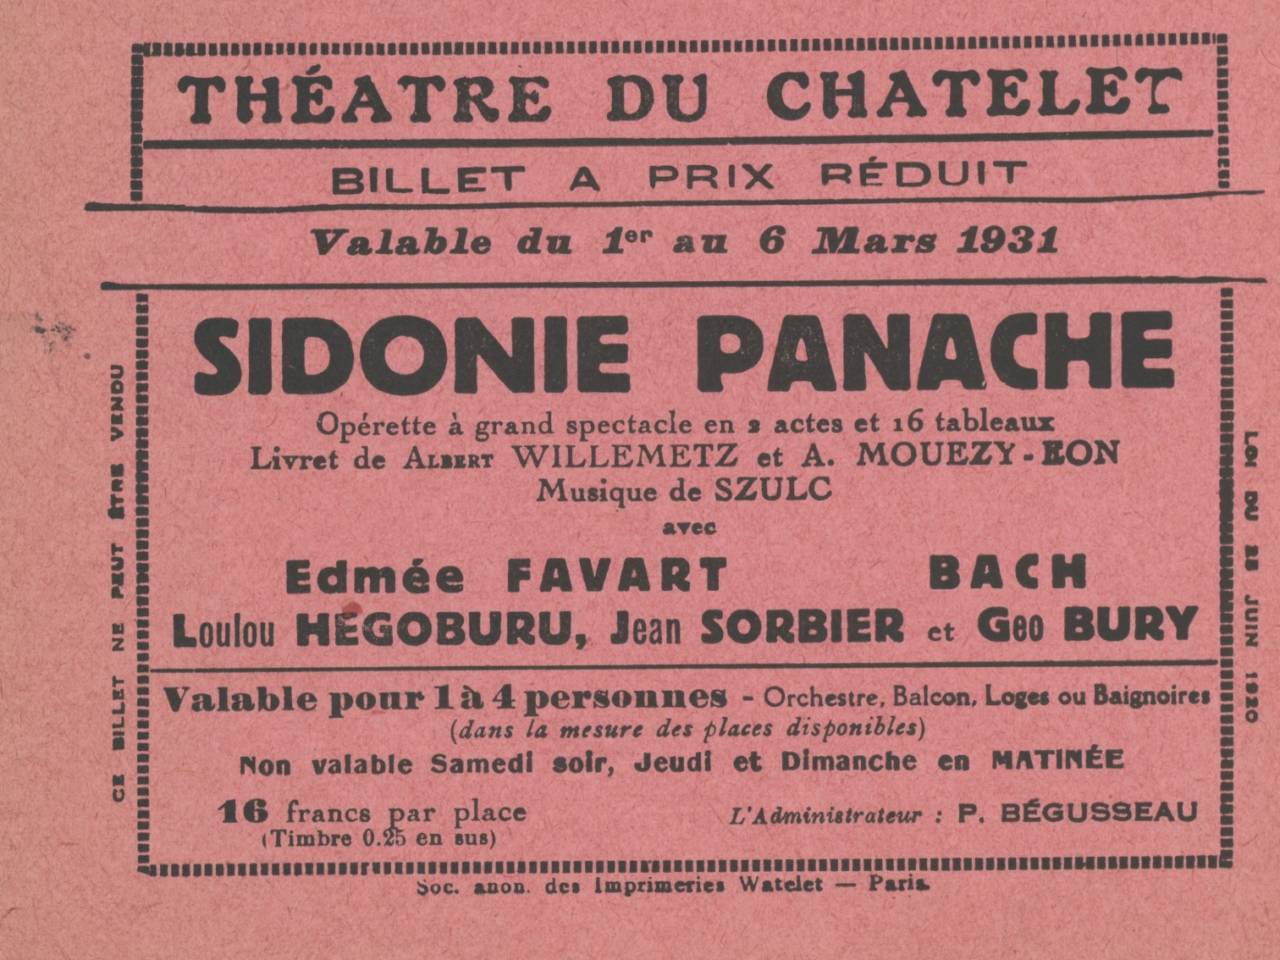 THÉATRE DU CHATELET
BILLET A PRIX RÉDUIT
Valable du 1er au 6 Mars 1931
SIDONIE PANACHE
Opérette à grand spectacle en 2 actes et 16 tableaux
Livret de ALBERT WILLEMETZ et A. MOUEZY-EON
Musique de SZULC
avec
Edmée FAVART BACH
Loulou HÉGOBURU, Jean SORBIER et Géo BURY
Valable pour 1 à 4 personnes - Orchestre, Balcon, Loges ou Baignoires
(dans la mesure des places disponibles)
Non valable Samedi soir, Jeudi et Dimanche en MATINÉE
16 francs par place
(Timbre 0.25 en sus)
L'Administrateur : P. BÉGUSSEAU
Soc. anon. des Imprimeries Watelet — Paris
CE BILLET NE PEUT ÊTRE VENDU
LOI DU 25 JUIN 1920